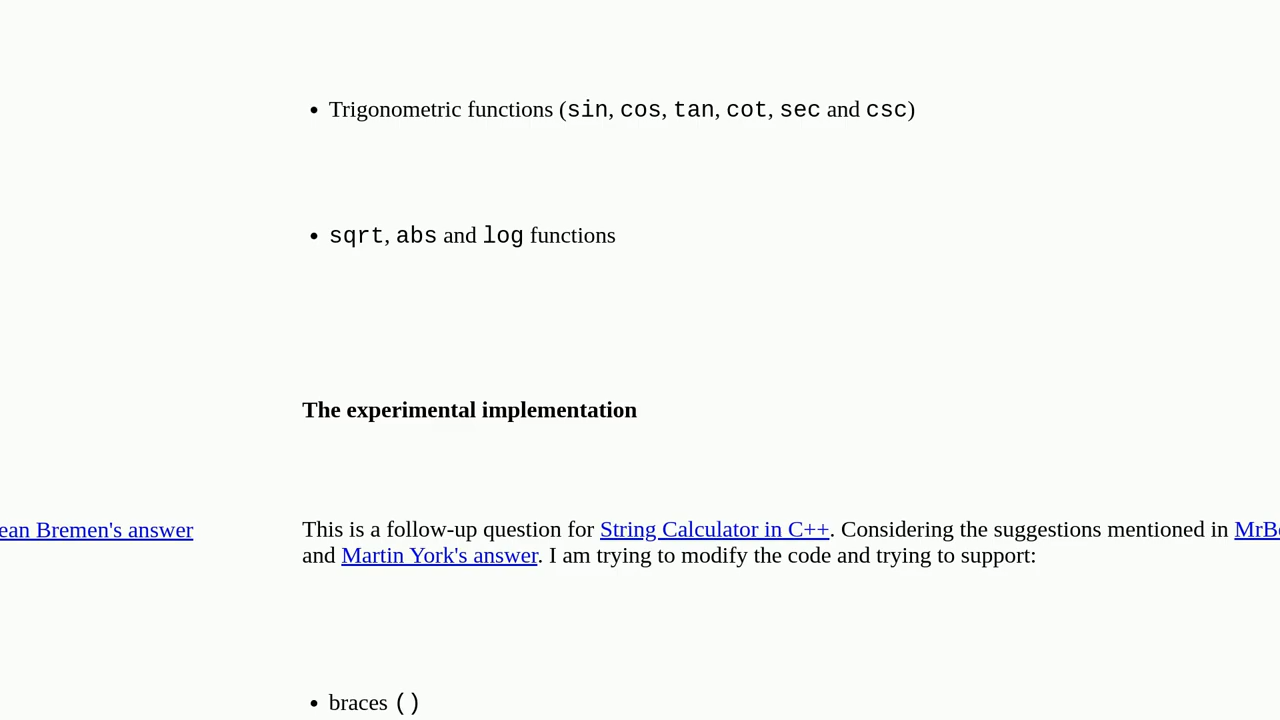 • Trigonometric functions (sin, cos, tan, cot, sec and csc)
• sqrt, abs and log functions
The experimental implementation
ean Bremen's answer
This is a follow-up question for String Calculator in C++. Considering the suggestions mentioned in MrB
and Martin York's answer. I am trying to modify the code and trying to support:
• braces ()